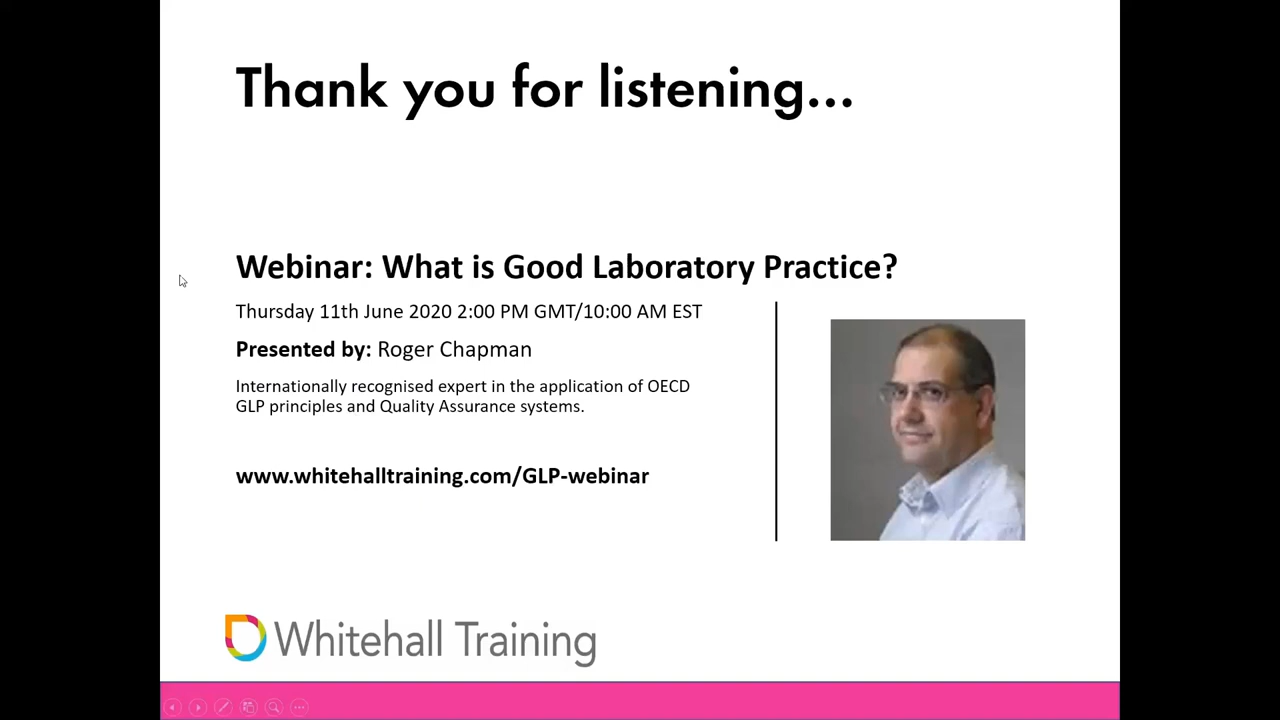 Thank you for listening...
Webinar: What is Good Laboratory Practice?
Thursday 11th June 2020 2:00 PM GMT/10:00 AM EST
Presented by: Roger Chapman
Internationally recognised expert in the application of OECD
GLP principles and Quality Assurance systems.
www.whitehalltraining.com/GLP-webinar
Whitehall Training